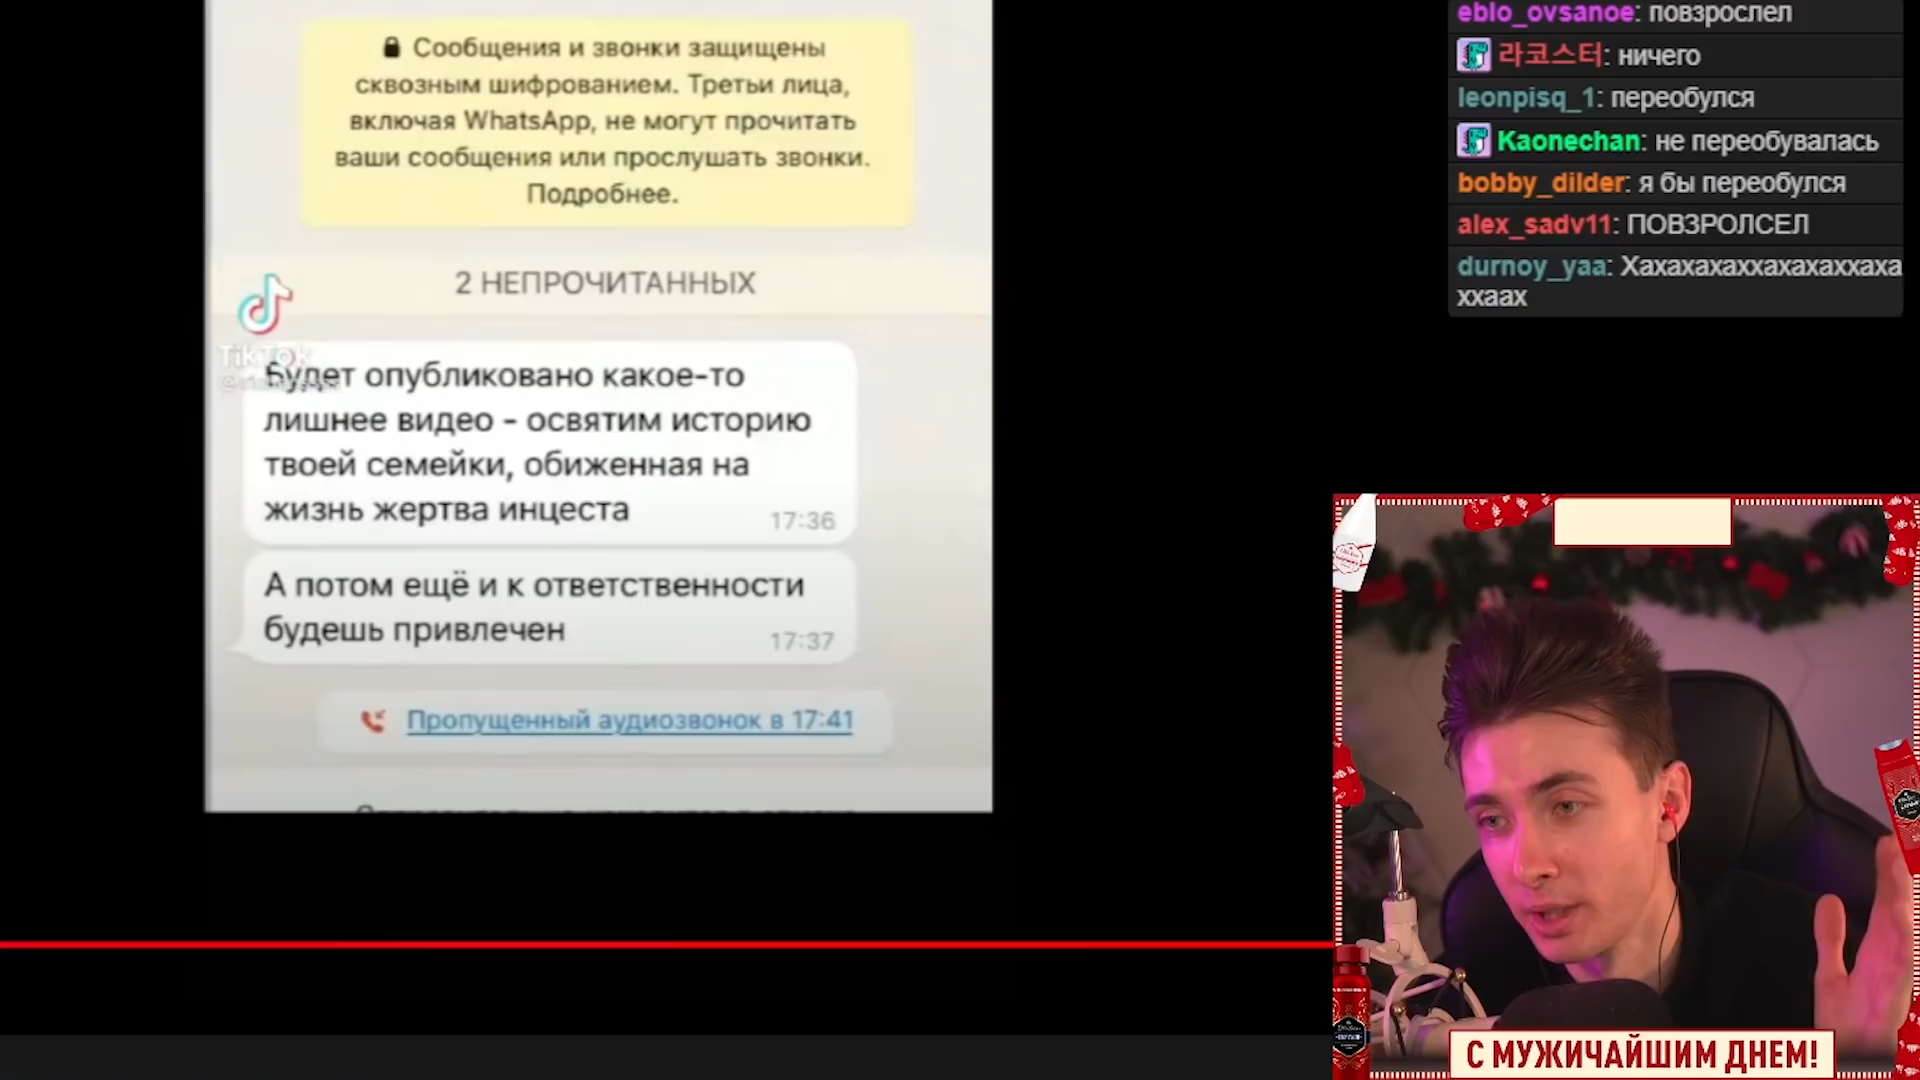 Сообщения и звонки защищены
сквозным шифрованием. Третьи лица,
включая WhatsApp, не могут прочитать
ваши сообщения или прослушать звонки.
Подробнее.
2 НЕПРОЧИТАННЫХ
TikTok
Будет опубликовано какое-то
лишнее видео - освятим историю
твоей семейки, обиженная на
жизнь жертва инцеста
17:36
А потом ещё и к ответственности
будешь привлечен
17:37
Пропущенный аудиозвонок в 17:41
eblo_ovsanoe: повзрослел
라코스터: ничего
leonpisq_1: переобулся
Kaonechan: не переобувалась
bobby_dilder: я бы переобулся
alex_sadv11: ПОВЗРОЛСЕЛ
durnoy_yaa: Хахахахаххахахаххаха
ххаах
С МУЖИЧАЙШИМ ДНЕМ!